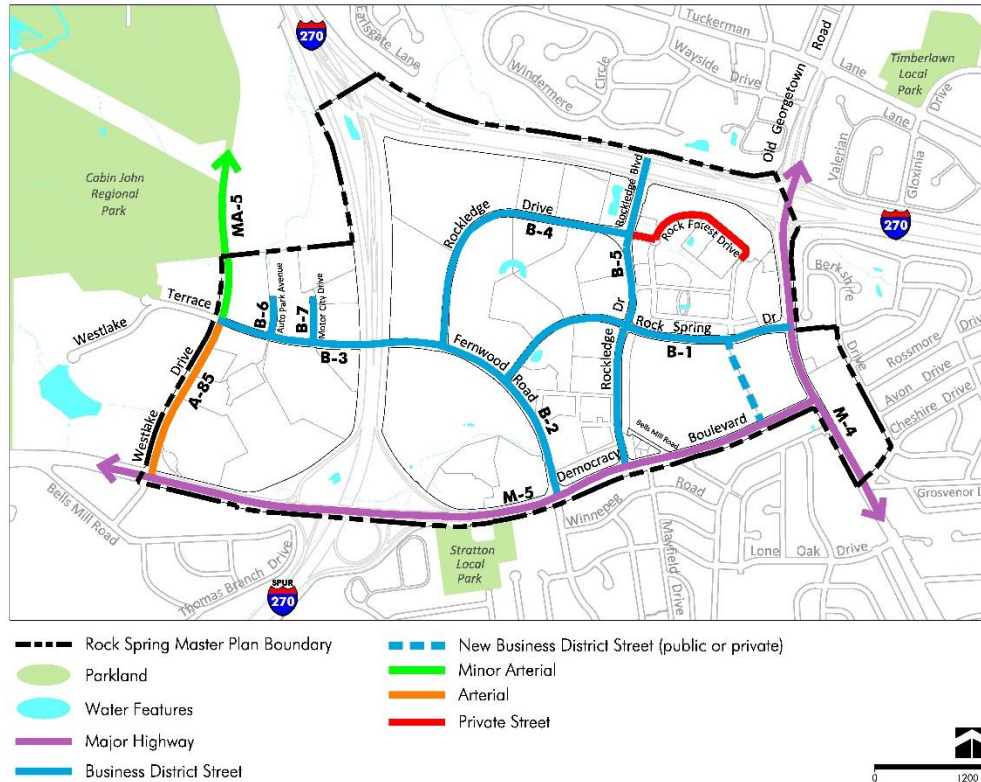 270
Earlsgate Lane
Tuckerman
Lane
Wayside Drive
Windermere
Circle
Old Georgetown Road
Timberlawn
Local
Park
Valerian
Lane
Gloxinia
Drive
Cabin John
Regional
Park
MA-5
Rockledge Drive
B-4
Rockledge Blvd
Rock Forest Drive
B-5
270
Berkshire
Drive
Terrace
Westlake
B-6
Auto Park Avenue
B-7
Motor City Drive
B-3
Fernwood
Road
B-2
Rockledge Dr
Rock Spring Dr
B-1
Rossmore
Avon Drive
Cheshire Drive
Westlake Drive
A-85
Bells Mill Road
Democracy Boulevard
M-5
M-4
Grosvenor L
Bells Mill Road
Thomas Branch Drive
SPUR
270
Stratton
Local
Park
Winnepeg
Road
Mayfield Drive
Lone Oak Drive
Rock Spring Master Plan Boundary
Parkland
Water Features
Major Highway
Business District Street
New Business District Street (public or private)
Minor Arterial
Arterial
Private Street
0 1200